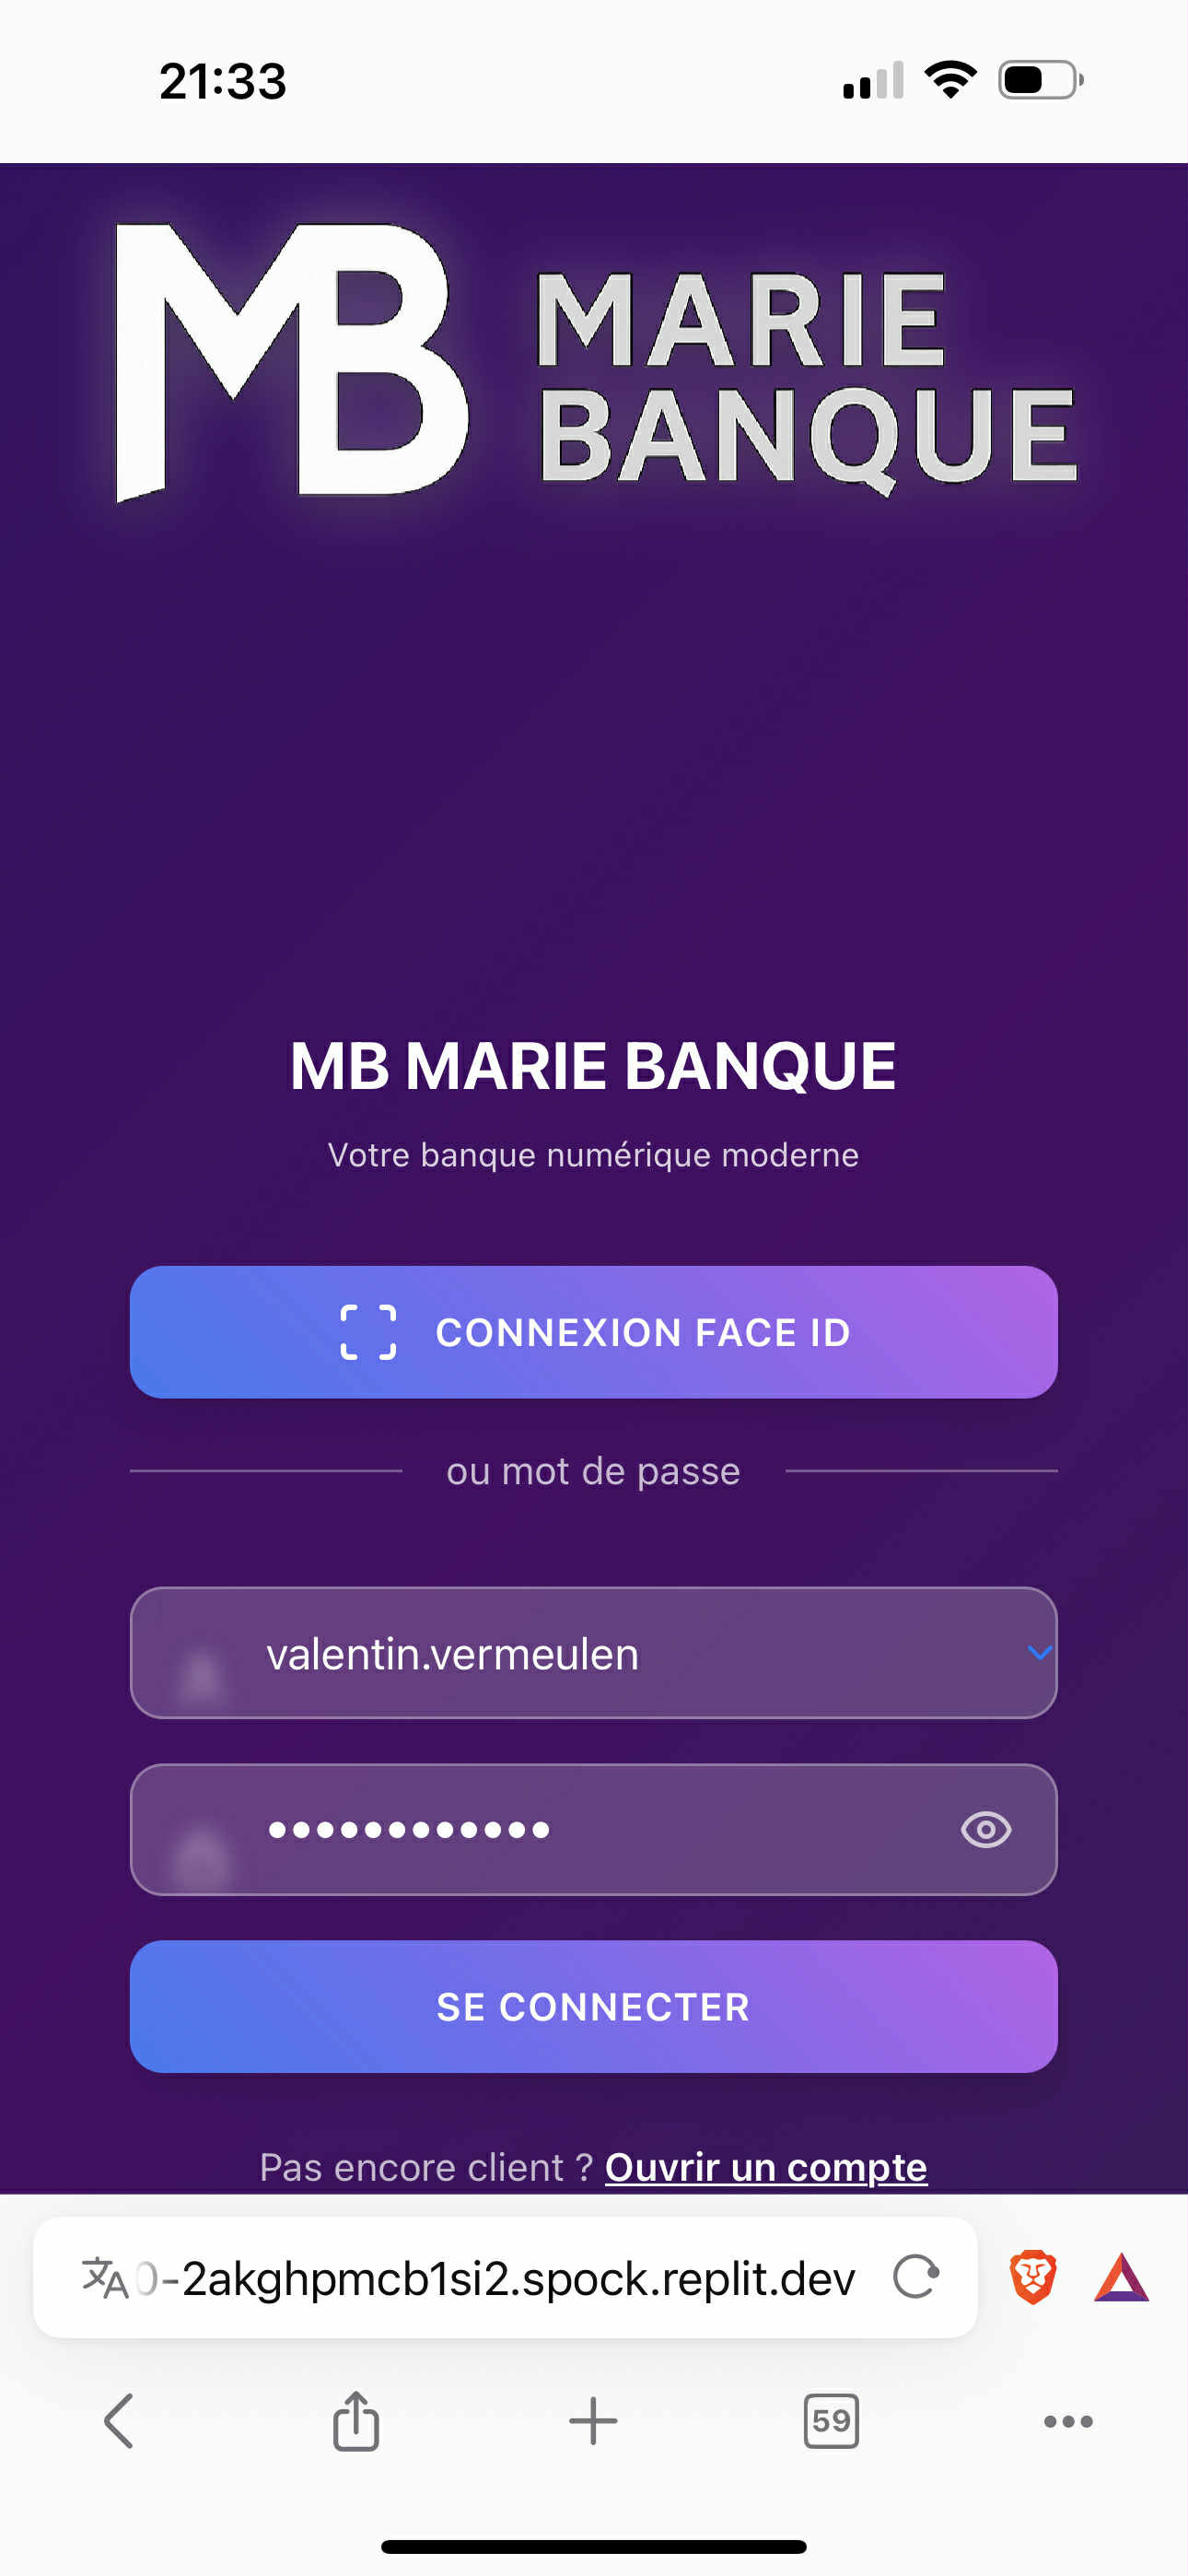 21:33
MB MARIE
BANQUE
MB MARIE BANQUE
Votre banque numérique moderne
CONNEXION FACE ID
ou mot de passe
valentin.vermeulen
••••••••••••
SE CONNECTER
Pas encore client ? Ouvrir un compte
0-2akghpmcb1si2.spock.replit.dev
59